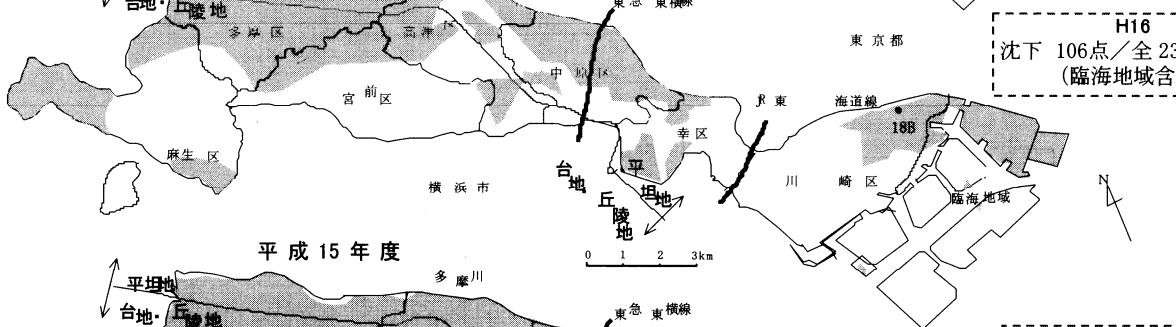 台地・丘陵地
東急 東横線
多摩区
高津区
東京都
H16
沈下 106点/全23
(臨海地域含
中原区
宮前区
JR東海道線
18B
幸区
麻生区
台地・丘陵地
平坦地
横浜市
川崎区
臨海地域
N
平成15年度
0 1 2 3km
多摩川
平坦地
台地・丘陵地
東急 東横線